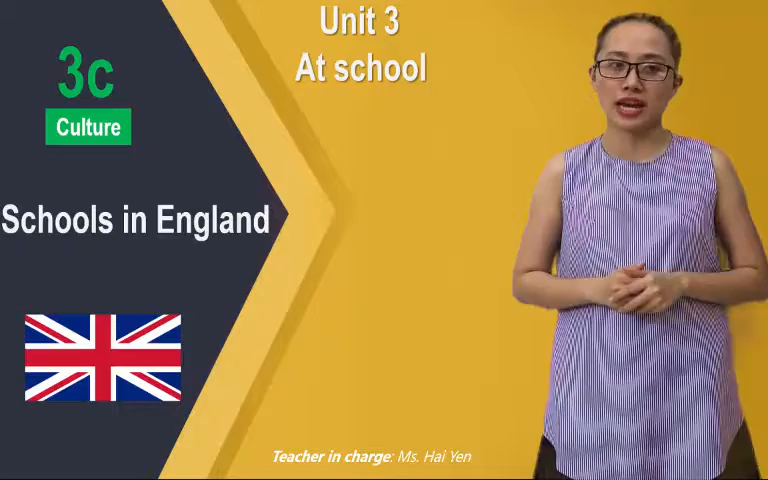 Unit 3
At school
3c
Culture
Schools in England
Teacher in charge: Ms. Hai Yen